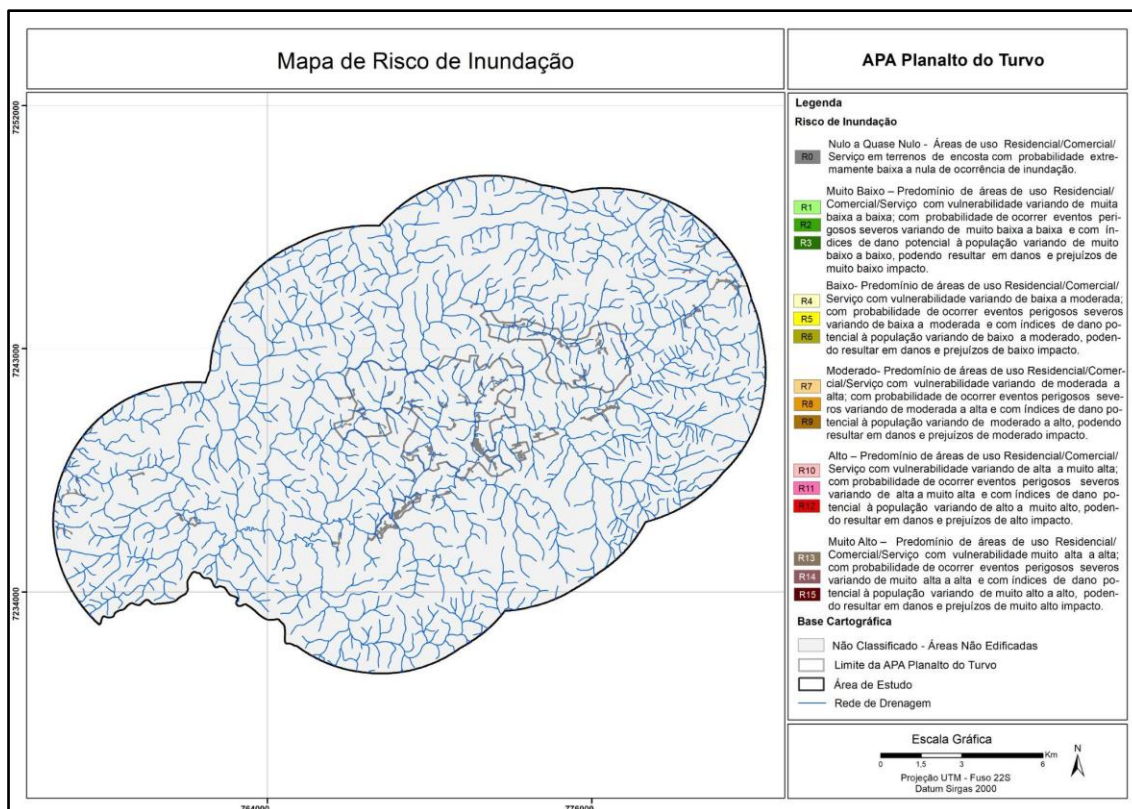 Mapa de Risco de Inundação
APA Planalto do Turvo
7252000
7243000
7234000
764000
776000
Legenda
Risco de Inundação
R0
Nulo a Quase Nulo - Áreas de uso Residencial/Comercial/
Serviço em terrenos de encosta com probabilidade extre-
mamente baixa a nula de ocorrência de inundação.
R1
R2
R3
Muito Baixo – Predomínio de áreas de uso Residencial/
Comercial/Serviço com vulnerabilidade variando de muita
baixa a baixa; com probabilidade de ocorrer eventos peri-
gosos severos variando de muito baixa a baixa e com ín-
dices de dano potencial à população variando de muito
baixo a baixo, podendo resultar em danos e prejuízos de
muito baixo impacto.
R4
R5
R6
Baixo- Predomínio de áreas de uso Residencial/Comercial/
Serviço com vulnerabilidade variando de baixa a moderada;
com probabilidade de ocorrer eventos perigosos severos
variando de baixa a moderada e com índices de dano po-
tencial à população variando de baixo a moderado, poden-
do resultar em danos e prejuízos de baixo impacto.
R7
R8
R9
Moderado- Predomínio de áreas de uso Residencial/Comer-
cial/Serviço com vulnerabilidade variando de moderada a
alta; com probabilidade de ocorrer eventos perigosos seve-
ros variando de moderada a alta e com índices de dano po-
tencial à população variando de moderado a alto, podendo
resultar em danos e prejuízos de moderado impacto.
R10
R11
R12
Alto – Predomínio de áreas de uso Residencial/Comercial/
Serviço com vulnerabilidade variando de alta a muito alta;
com probabilidade de ocorrer eventos perigosos severos
variando de alta a muito alta e com índices de dano po-
tencial à população variando de alto a muito alto, poden-
do resultar em danos e prejuízos de alto impacto.
R13
R14
R15
Muito Alto – Predomínio de áreas de uso Residencial/
Comercial/Serviço com vulnerabilidade muito alta a alta;
com probabilidade de ocorrer eventos perigosos severos
variando de muito alta a alta e com índices de dano po-
tencial à população variando de muito alto a alto, poden-
do resultar em danos e prejuízos de muito alto impacto.
Base Cartográfica
Não Classificado - Áreas Não Edificadas
Limite da APA Planalto do Turvo
Área de Estudo
Rede de Drenagem
Escala Gráfica
Km
N
0 1,5 3 6
Projeção UTM - Fuso 22S
Datum Sirgas 2000